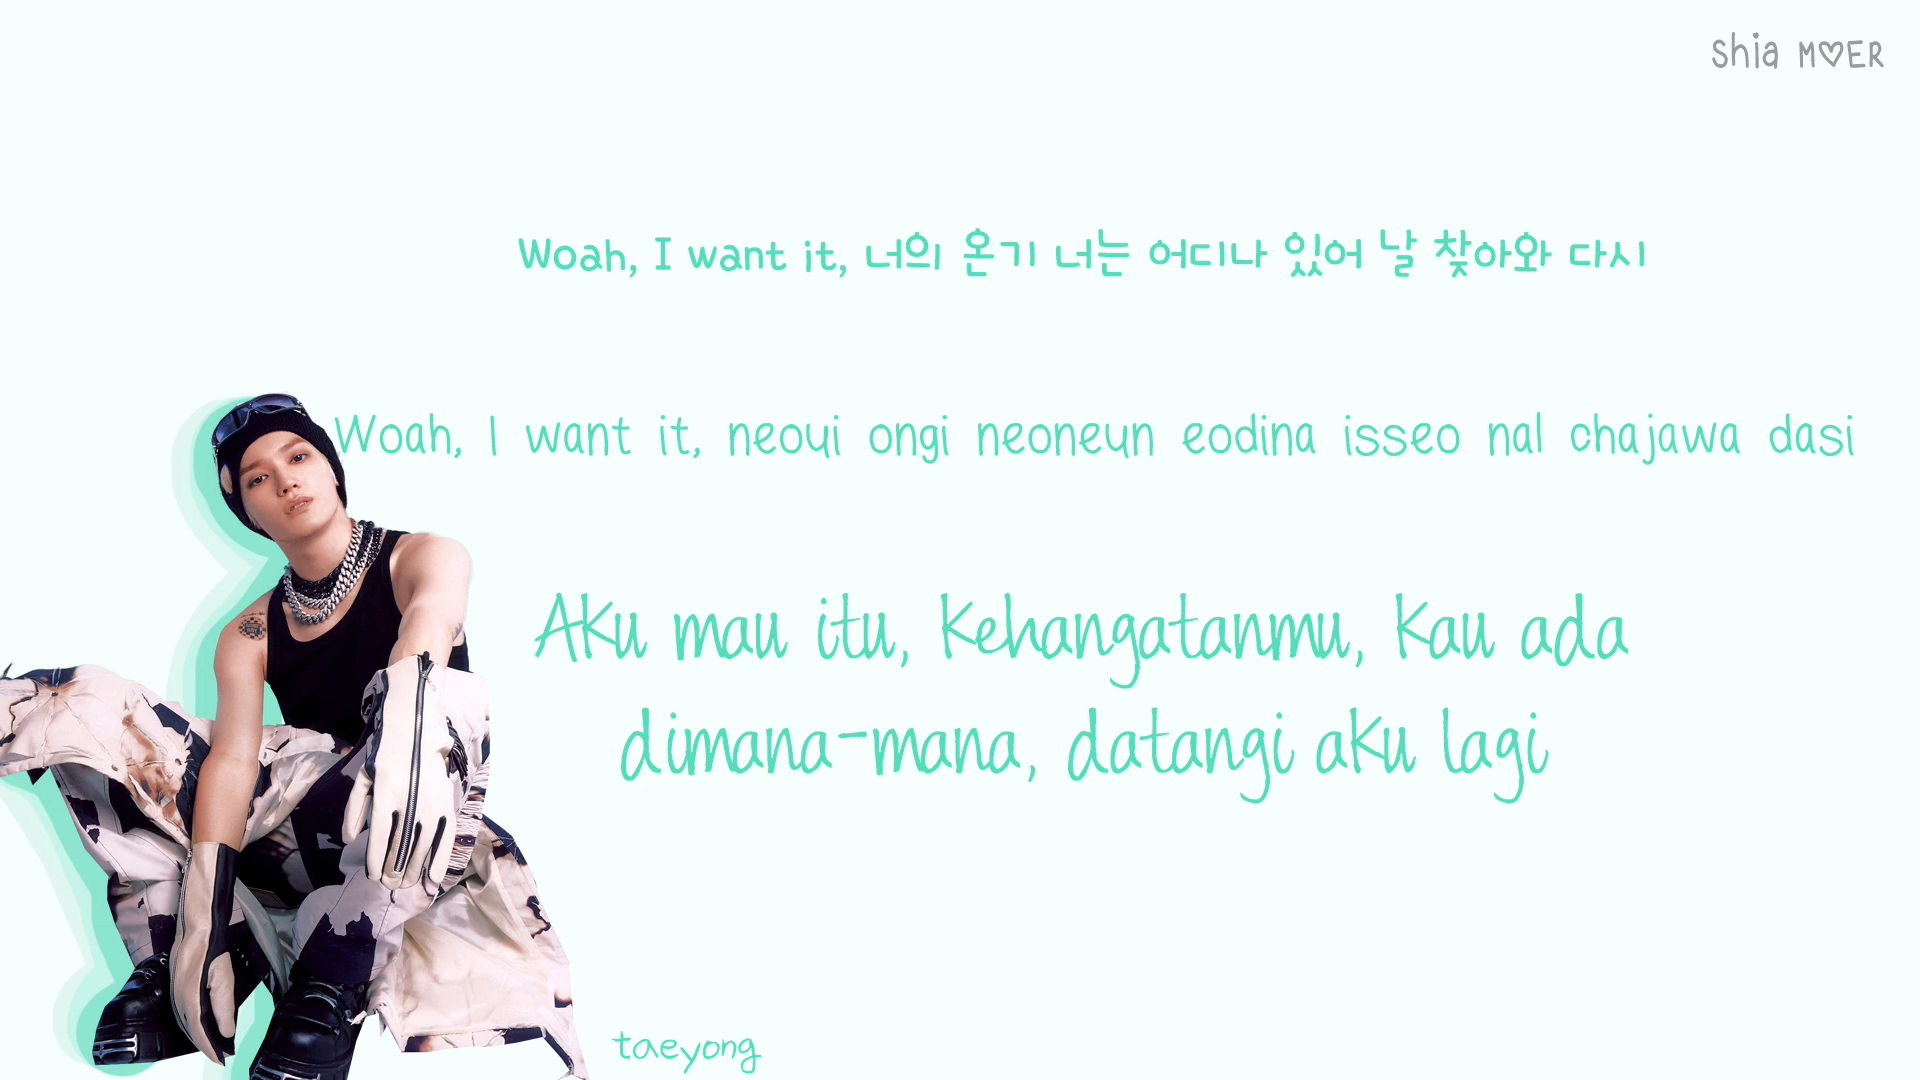 Shia M♡ER
Woah, I want it, 너의 온기 너는 어디나 있어 날 찾아와 다시
Woah, I want it, neoui ongi neoneun eodina isseo nal chajawa dasi
Aku mau itu, kehangatanmu, kau ada
dimana-mana, datangi aku lagi
taeyong